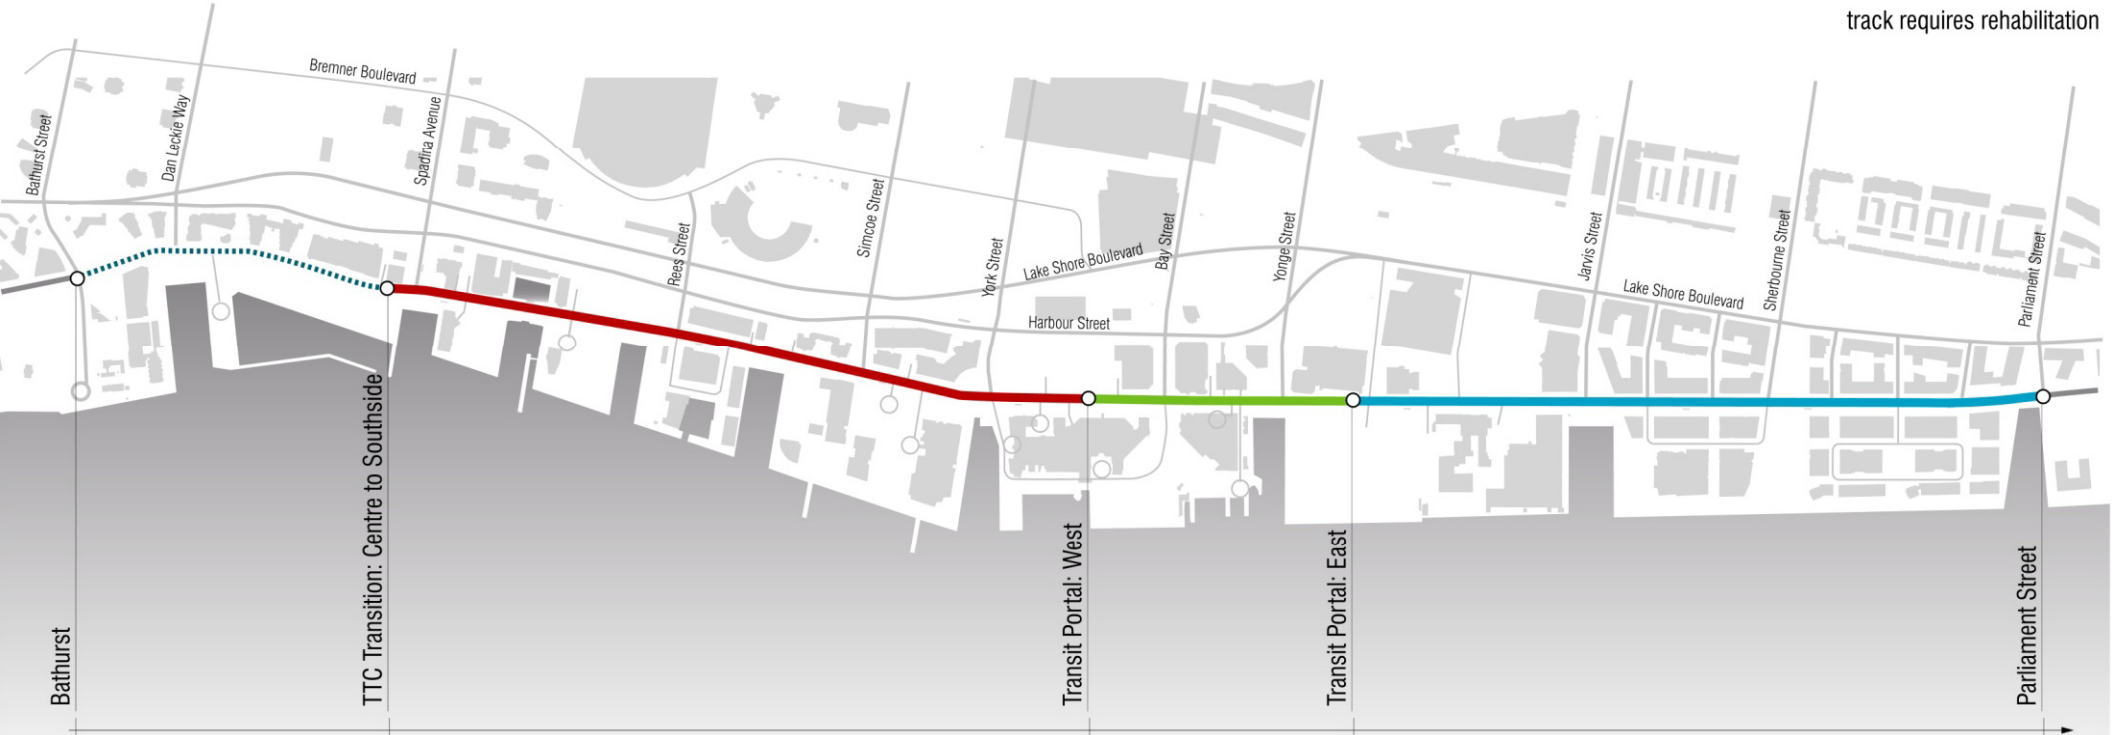 track requires rehabilitation
Bremner Boulevard
Bathurst Street
Dan Leckie Way
Spadina Avenue
Rees Street
Simcoe Street
York Street
Lake Shore Boulevard
Bay Street
Yonge Street
Jarvis Street
Lake Shore Boulevard
Sherbourne Street
Parliament Street
Harbour Street
Bathurst
TTC Transition: Centre to Southside
Transit Portal: West
Transit Portal: East
Parliament Street